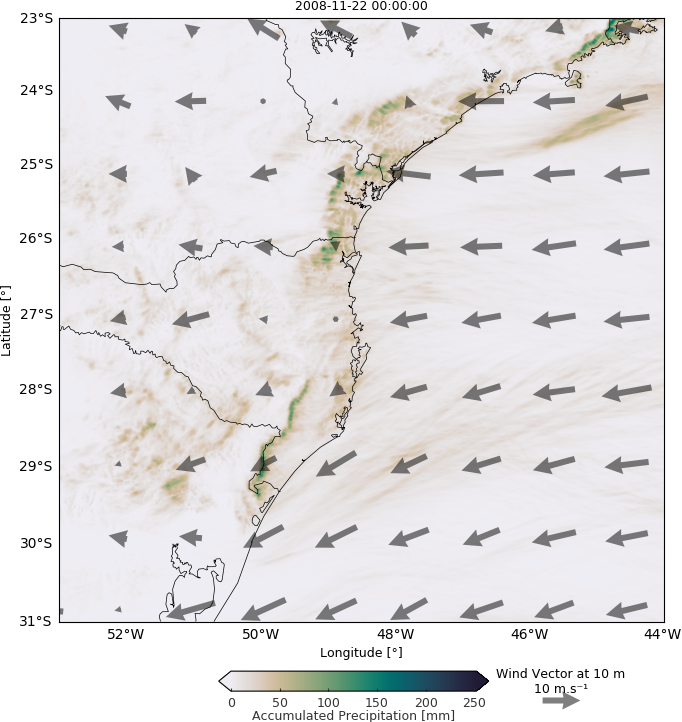 2008-11-22 00:00:00
23°S
24°S
25°S
26°S
27°S
28°S
29°S
30°S
31°S
Latitude [°]
52°W
50°W
48°W
46°W
44°W
Longitude [°]
0
50
100
150
200
250
Accumulated Precipitation [mm]
Wind Vector at 10 m
10 m.s⁻¹